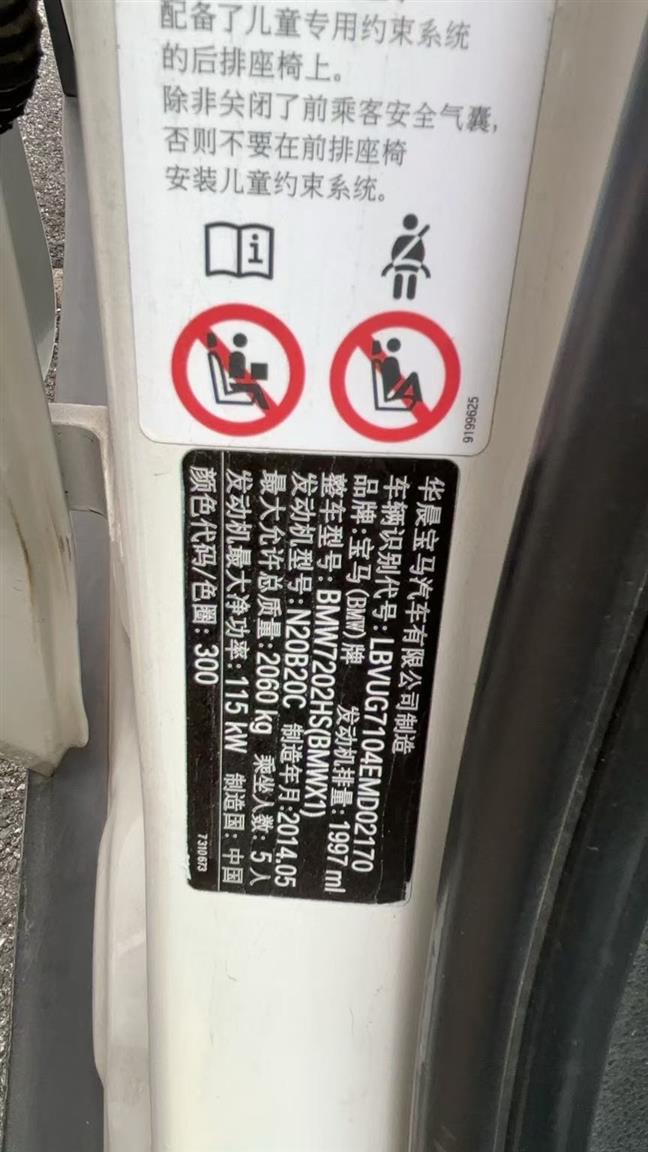 配备了儿童专用约束系统
的后排座椅上。
除非关闭了前乘客安全气囊,
否则不要在前排座椅
安装儿童约束系统。
9199625
华晨宝马汽车有限公司制造
车辆识别代号: LBVUG7104EMD02170
品牌:宝马(BMW)牌 发动机排量: 1997 ml
整车型号: BMW7202HS(BMWX1)
发动机型号: N20B20C 制造年月:2014.05
最大允许总质量: 2060 kg 乘坐人数: 5人
发动机最大净功率: 115 kW 制造国: 中国
颜色代码/色圈: 300
7310673